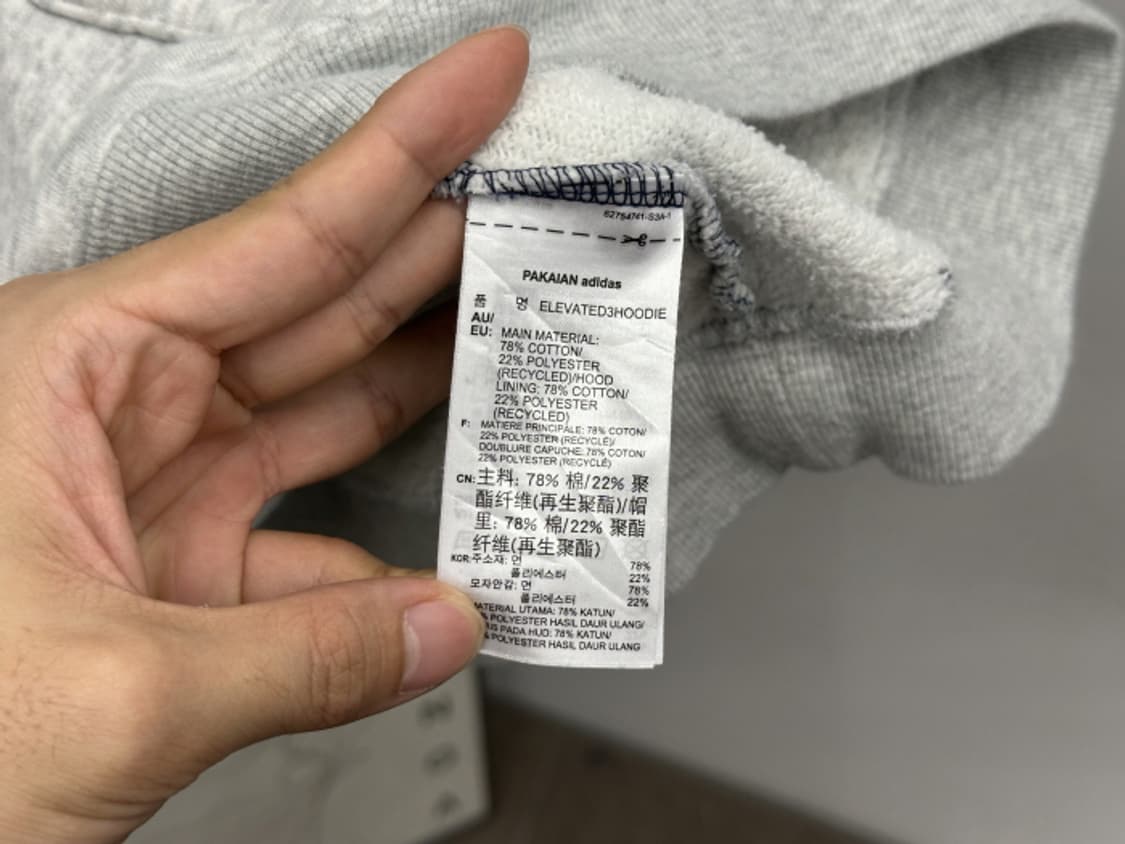 62754741-S3A-1
PAKAIAN adidas
품 명 ELEVATED3HOODIE
AU/
EU: MAIN MATERIAL:
78% COTTON/
22% POLYESTER
(RECYCLED)/HOOD
LINING: 78% COTTON/
22% POLYESTER
(RECYCLED)
F: MATIERE PRINCIPALE: 78% COTON/
22% POLYESTER (RECYCLÉ)/
DOUBLURE CAPUCHE: 78% COTON/
22% POLYESTER (RECYCLÉ)
CN: 主料: 78% 棉/22% 聚
酯纤维(再生聚酯)/帽
里: 78% 棉/22% 聚酯
纤维(再生聚酯)
KOR: 주소재: 면 78%
폴리에스터 22%
모자안감: 면 78%
폴리에스터 22%
MATERIAL UTAMA: 78% KATUN/
% POLYESTER HASIL DAUR ULANG/
PADA HUD: 78% KATUN/
% POLYESTER HASIL DAUR ULANG